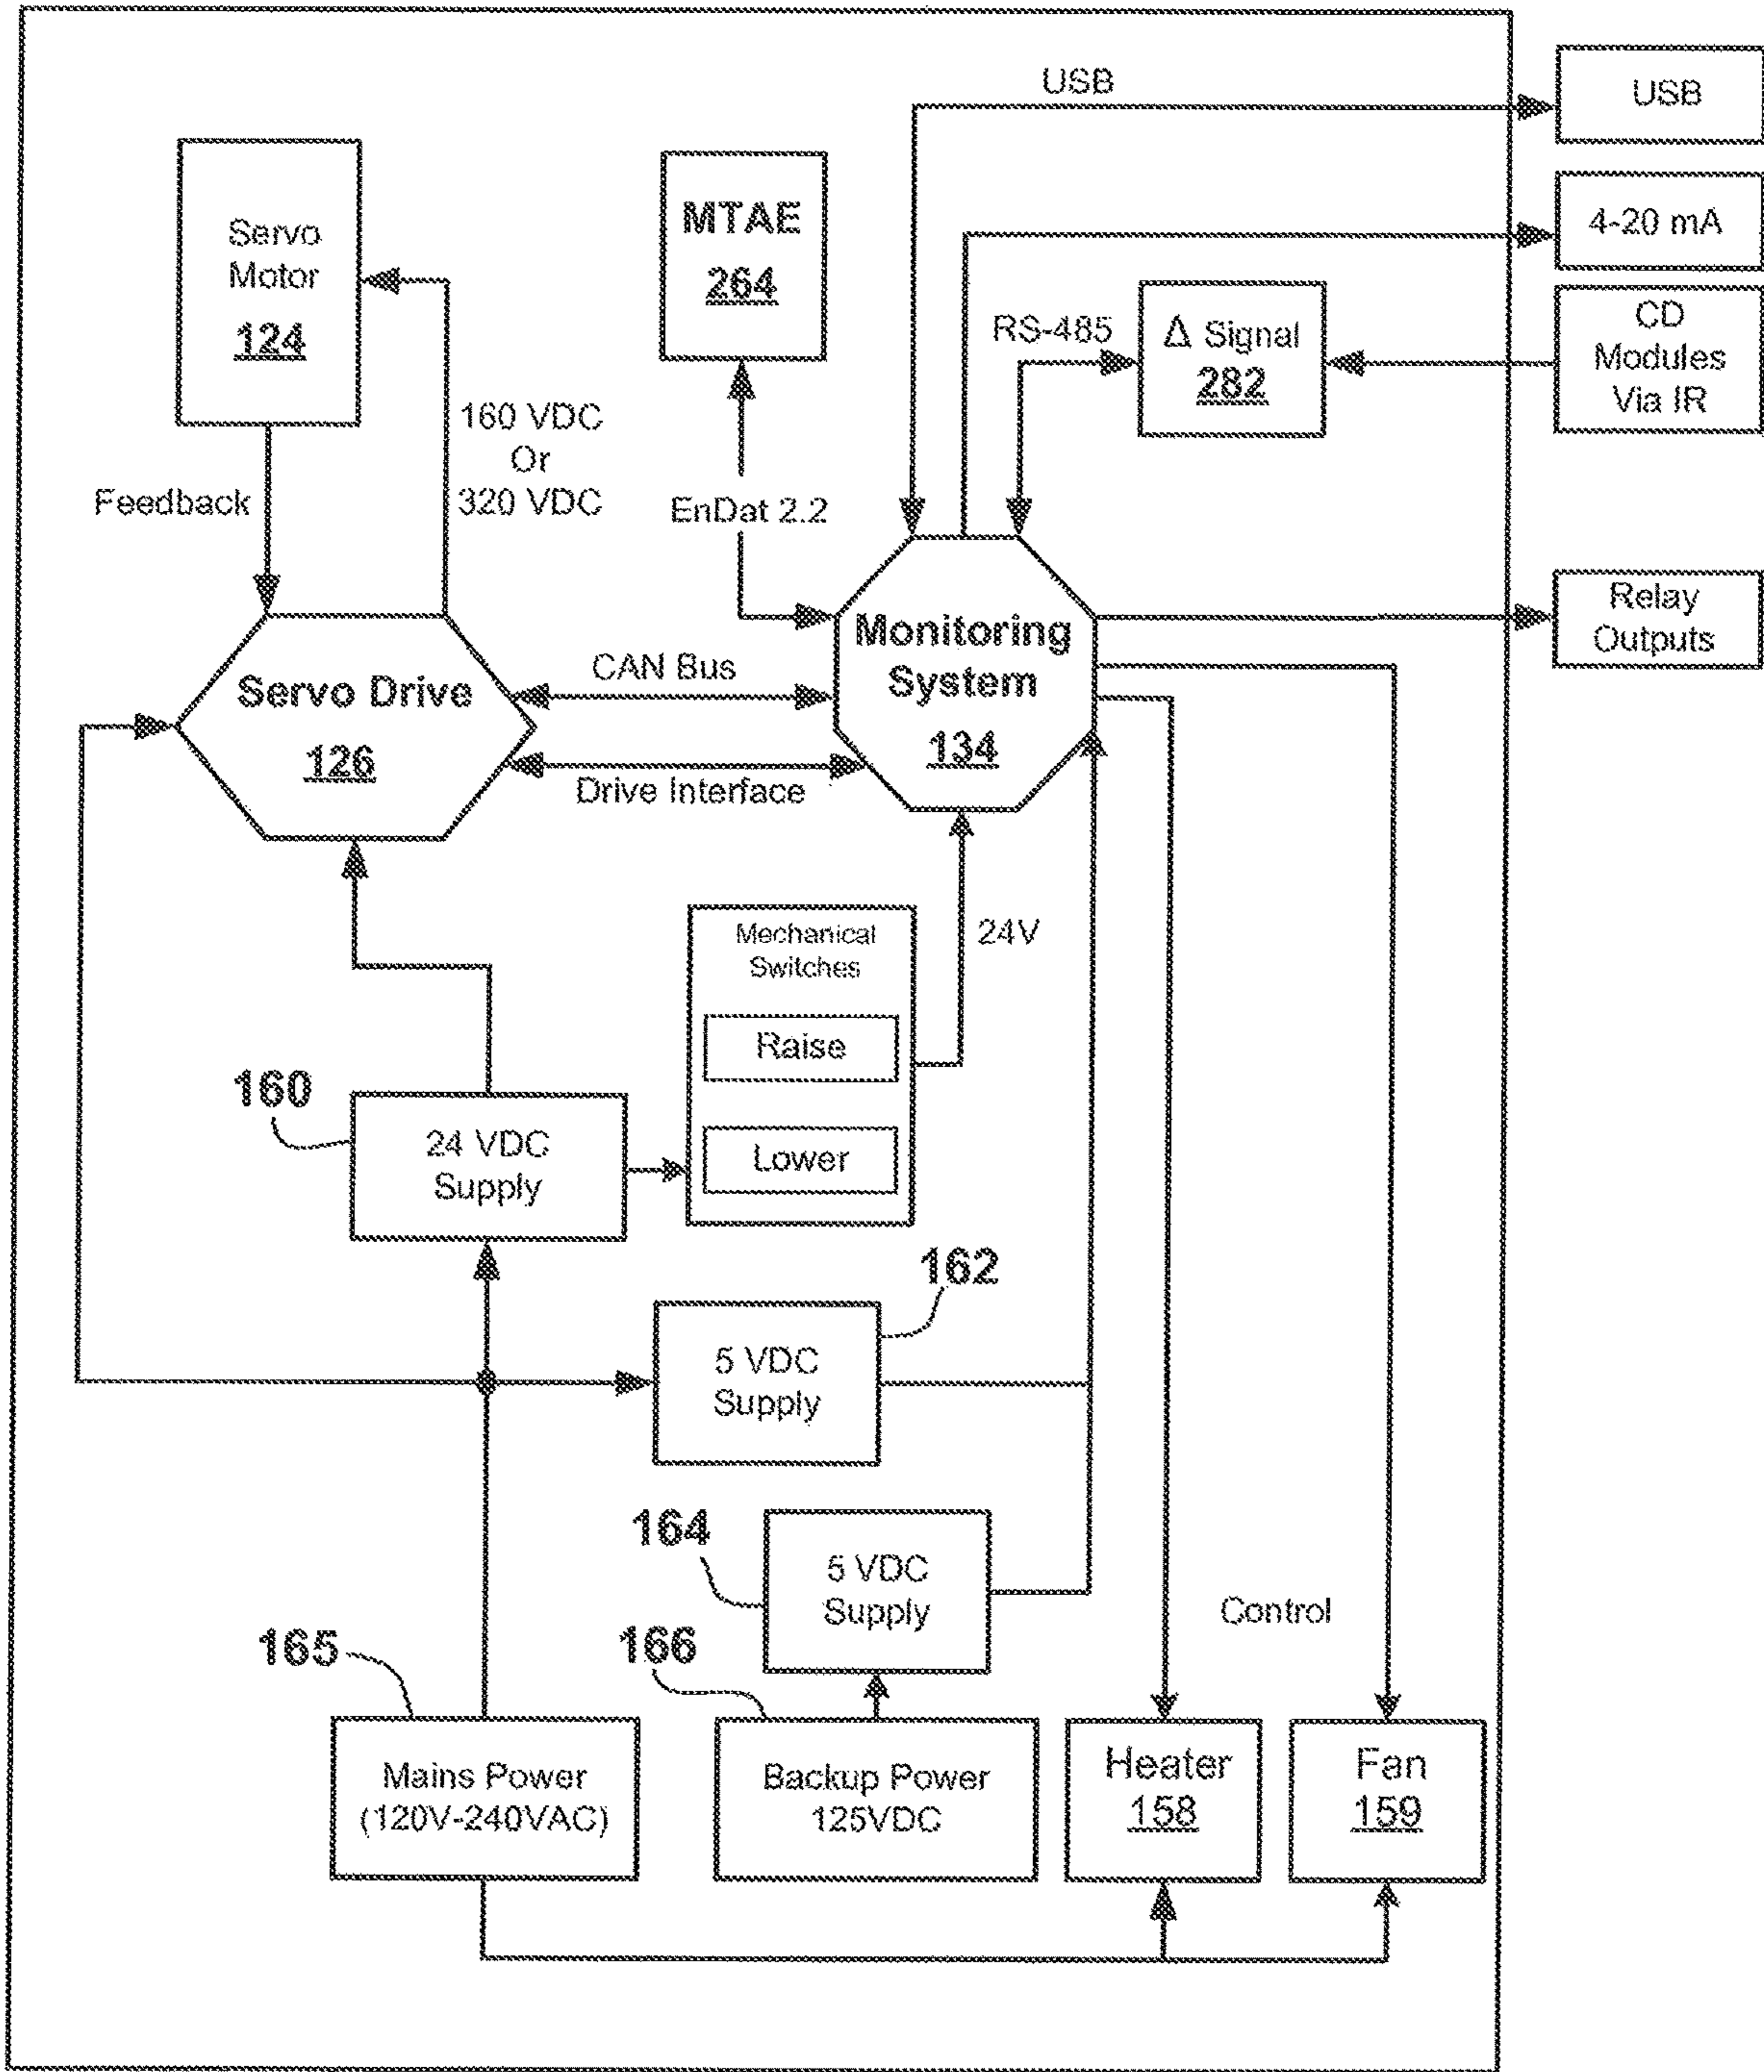 USB
USB
4-20 mA
Servo
Motor
124
MTAE
264
RS-485
Δ Signal
282
CD
Modules
Via IR
160 VDC
Or
320 VDC
Feedback
EnDat 2.2
Relay
Outputs
Monitoring
System
134
CAN Bus
Servo Drive
126
Drive Interface
Mechanical
Switches
24V
Raise
Lower
160
24 VDC
Supply
162
5 VDC
Supply
164
5 VDC
Supply
Control
165
166
Mains Power
(120V-240VAC)
Backup Power
125VDC
Heater
158
Fan
159